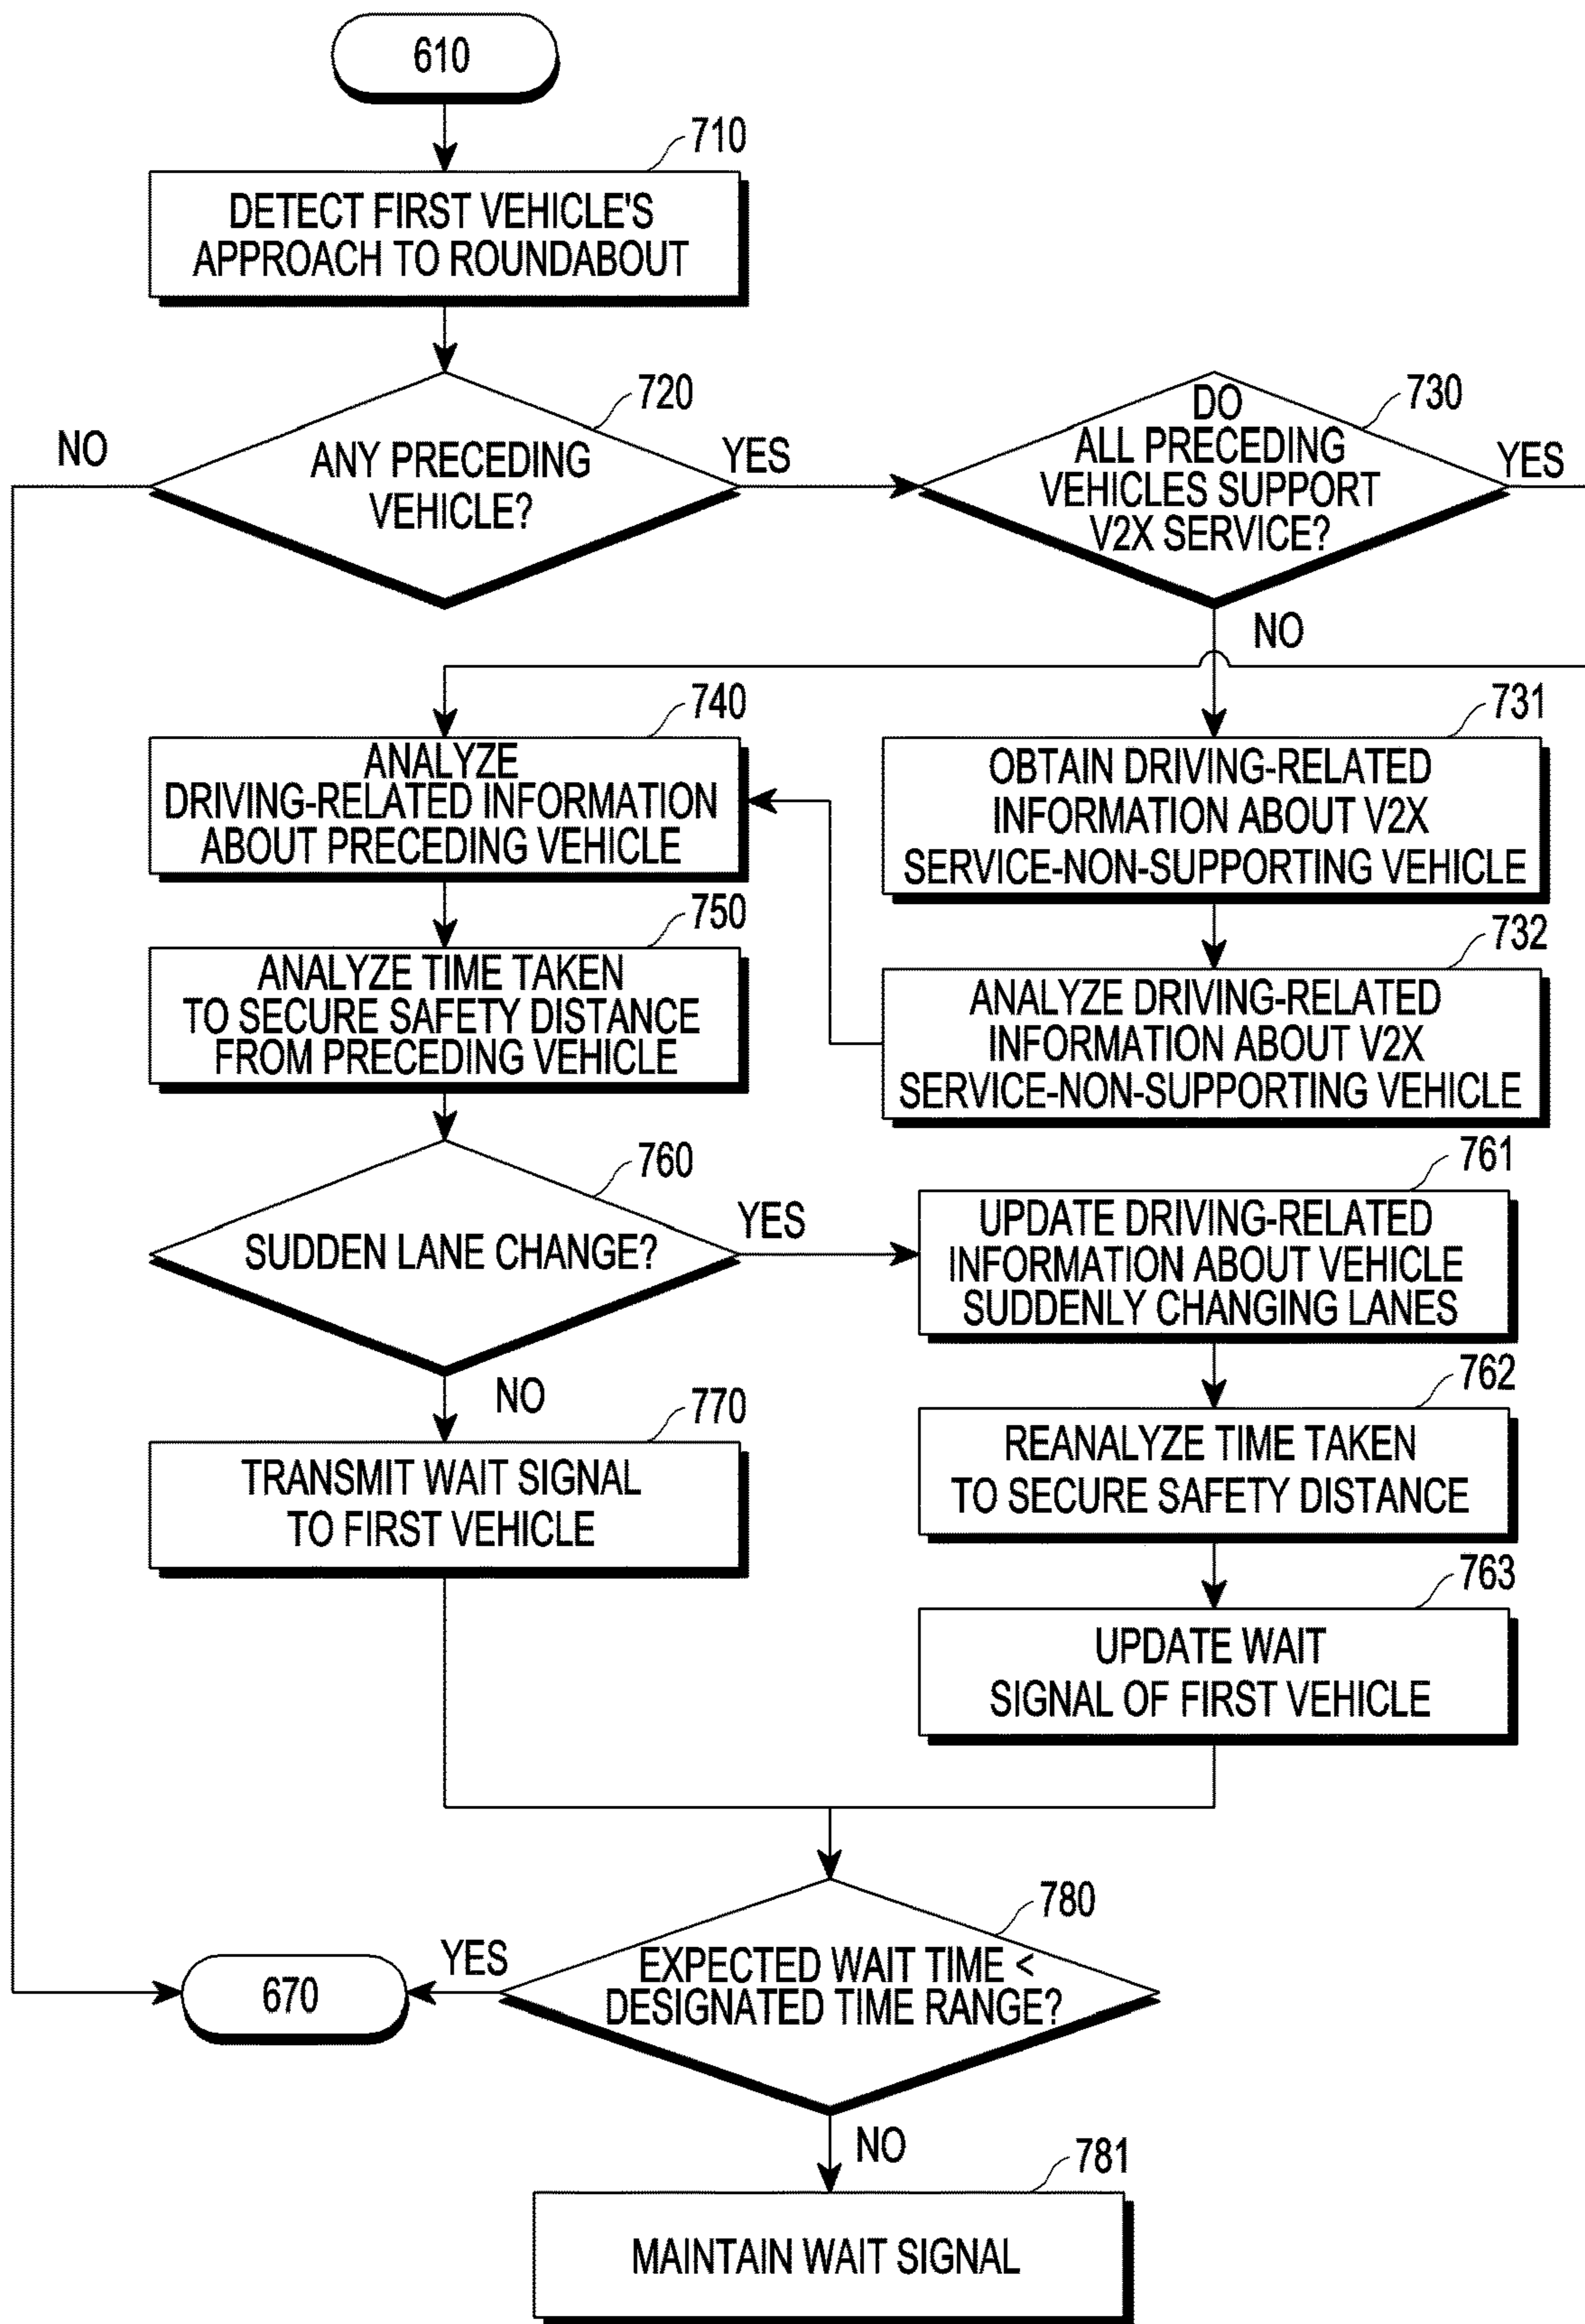 610
710
DETECT FIRST VEHICLE'S
APPROACH TO ROUNDABOUT
720
ANY PRECEDING
VEHICLE?
NO
YES
730
DO
ALL PRECEDING
VEHICLES SUPPORT
V2X SERVICE?
YES
NO
740
ANALYZE
DRIVING-RELATED INFORMATION
ABOUT PRECEDING VEHICLE
731
OBTAIN DRIVING-RELATED
INFORMATION ABOUT V2X
SERVICE-NON-SUPPORTING VEHICLE
750
ANALYZE TIME TAKEN
TO SECURE SAFETY DISTANCE
FROM PRECEDING VEHICLE
732
ANALYZE DRIVING-RELATED
INFORMATION ABOUT V2X
SERVICE-NON-SUPPORTING VEHICLE
760
SUDDEN LANE CHANGE?
YES
NO
761
UPDATE DRIVING-RELATED
INFORMATION ABOUT VEHICLE
SUDDENLY CHANGING LANES
762
REANALYZE TIME TAKEN
TO SECURE SAFETY DISTANCE
770
TRANSMIT WAIT SIGNAL
TO FIRST VEHICLE
763
UPDATE WAIT
SIGNAL OF FIRST VEHICLE
780
EXPECTED WAIT TIME <
DESIGNATED TIME RANGE?
YES
670
NO
781
MAINTAIN WAIT SIGNAL